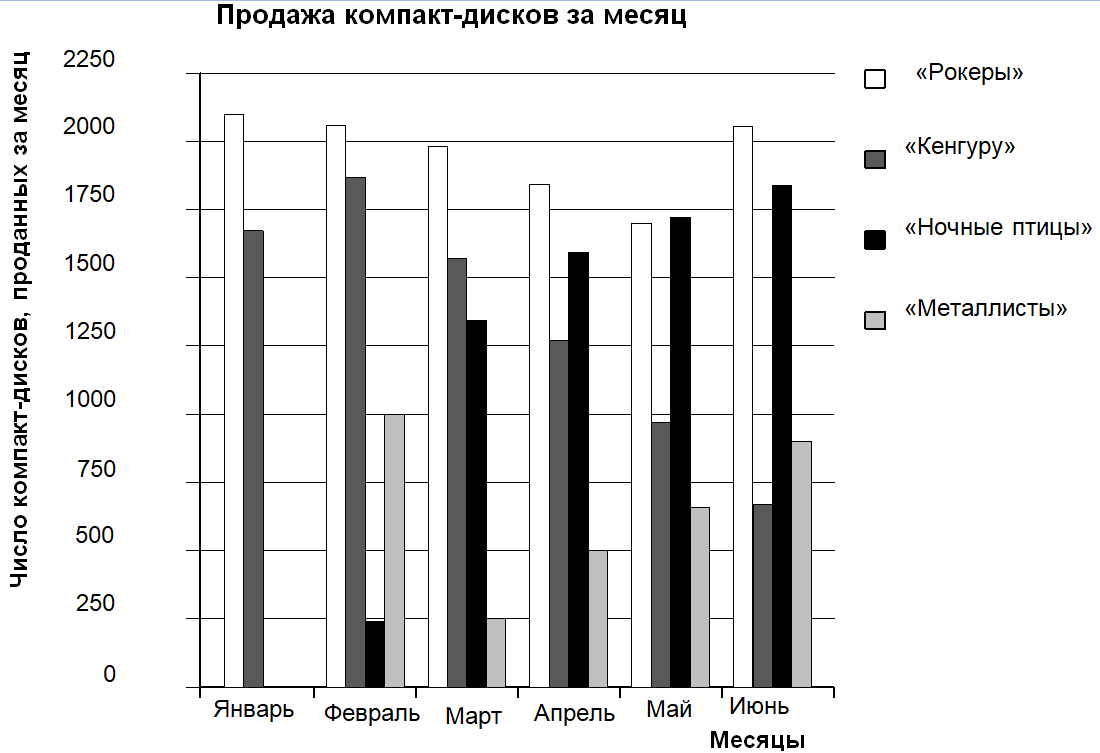 Продажа компакт-дисков за месяц
Число компакт-дисков, проданных за месяц
2250
2000
1750
1500
1250
1000
750
500
250
0
Январь
Февраль
Март
Апрель
Май
Июнь
Месяцы
«Рокеры»
«Кенгуру»
«Ночные птицы»
«Металлисты»